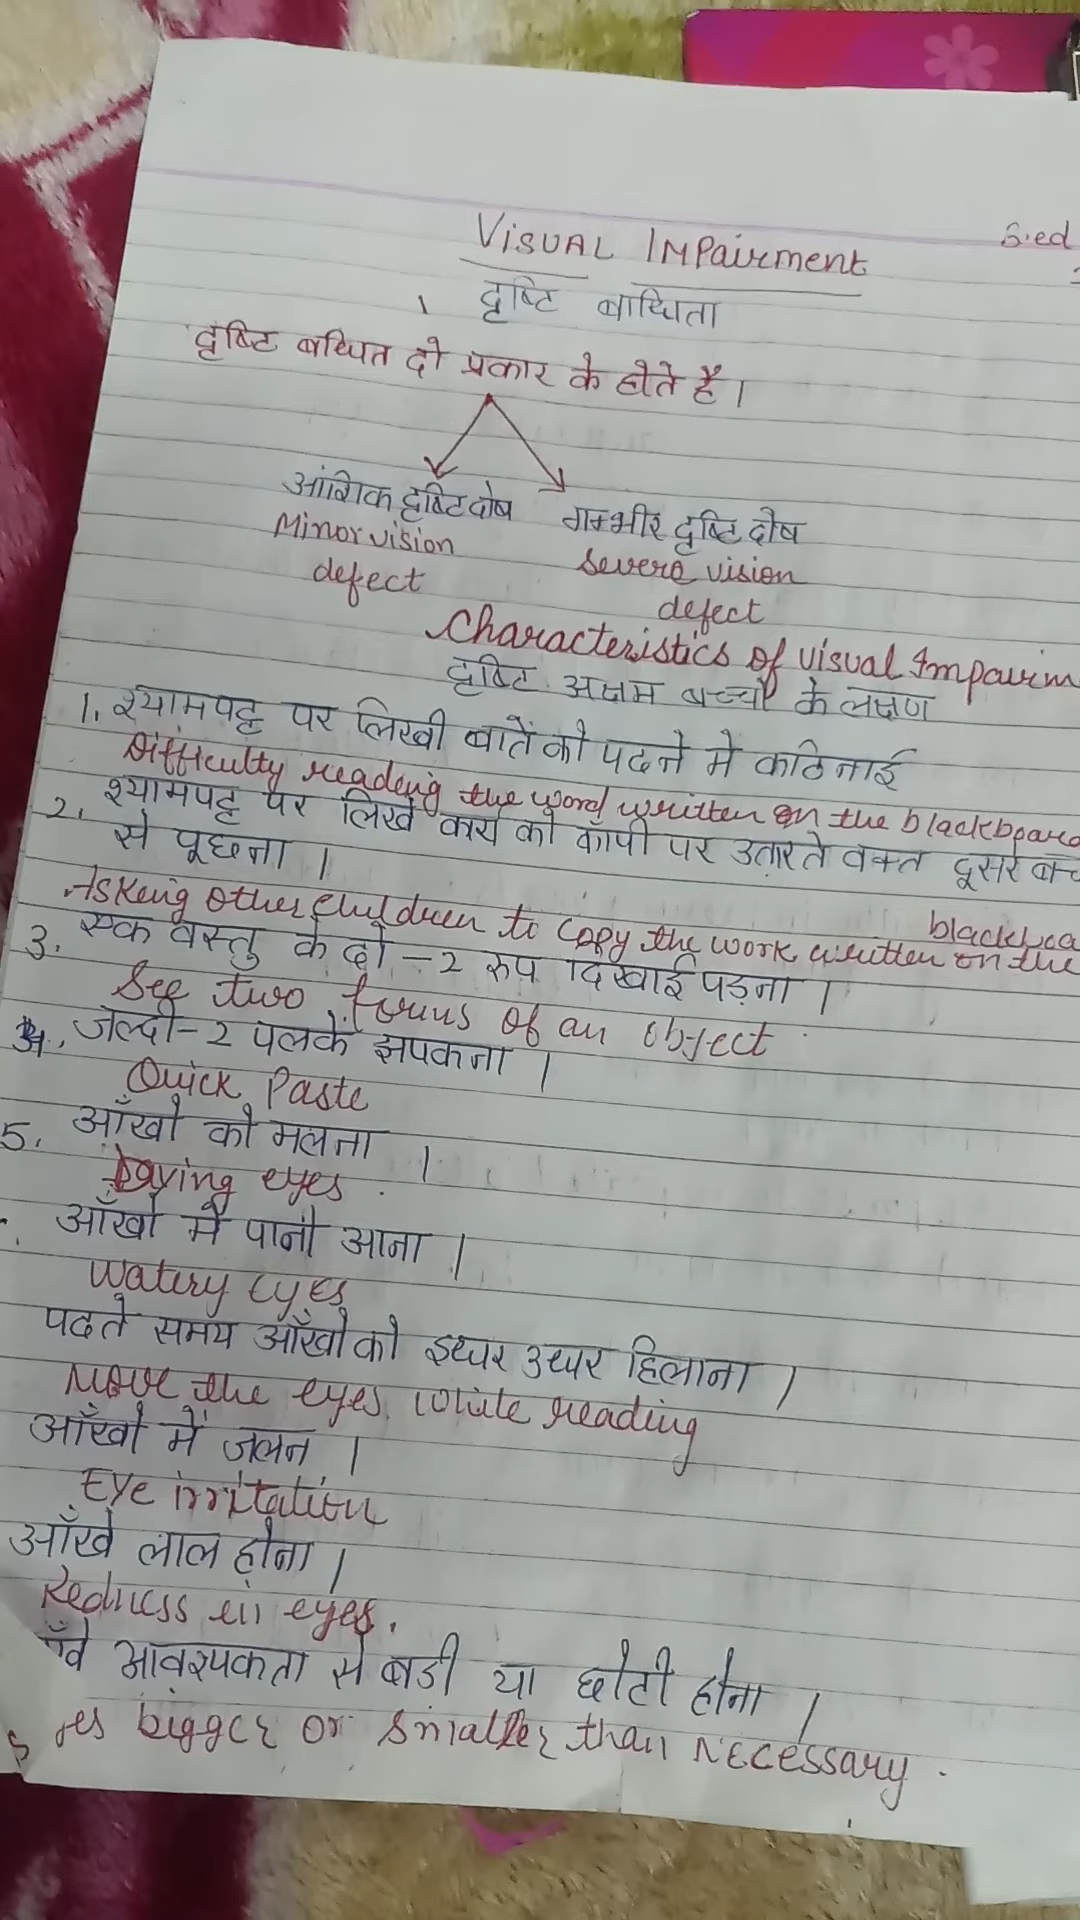 VISUAL IMPairment
S.ed
दृष्टि बाधिता
दृष्टि बधित दो प्रकार के होते है।
आंशिक दृष्टि दोष गम्भीर दृष्टि दोष
Minor vision severe vision
defect defect
Characteristics of visual Impairm
दृष्टि अक्षम बच्चों के लक्षण
1. श्यामपट्ट पर लिखी बातें को पढने मे कठिनाई
Difficulty reading the word written on the blackboard
2. श्यामपट्ट पर लिखे कार्य को कॉपी पर उतारते वक्त दूसरे बच
से पूछना।
Asking other children to copy the work written on the
blackboa
3. एक वस्तु के दो-2 रूप दिखाई पड़ना।
See two forms of an object.
4. जल्दी-2 पलके झपकना।
Quick Paste
5. आँखो को मलना।
eyes.
आँखो में पानी आना।
Watery Eyes
पढते समय आँखो को इधर उधर हिलाना।
Move the eyes while reading
आँखो में जलन।
Eye irritation
आँखे लाल होना।
Redness in eyes.
आवश्यकता से बडी या छोटी होना।
yes bigger or smaller than necessary.